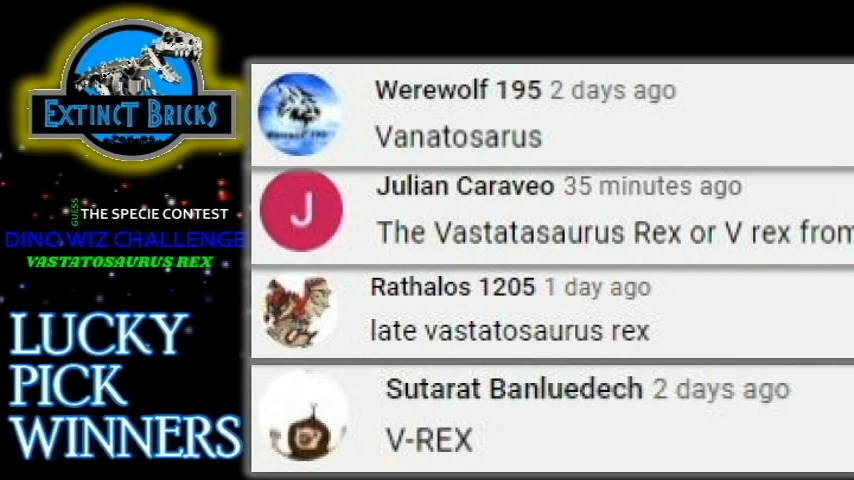 EXTINCT BRICKS
GUESS THE SPECIE CONTEST
DINO WIZ CHALLENGE
VASTATOSAURUS REX
LUCKY
PICK
WINNERS
Werewolf 195 2 days ago
Vanatosarus
J
Julian Caraveo 35 minutes ago
The Vastatasaurus Rex or V rex from
Rathalos 1205 1 day ago
late vastatosaurus rex
Sutarat Banluedech 2 days ago
V-REX